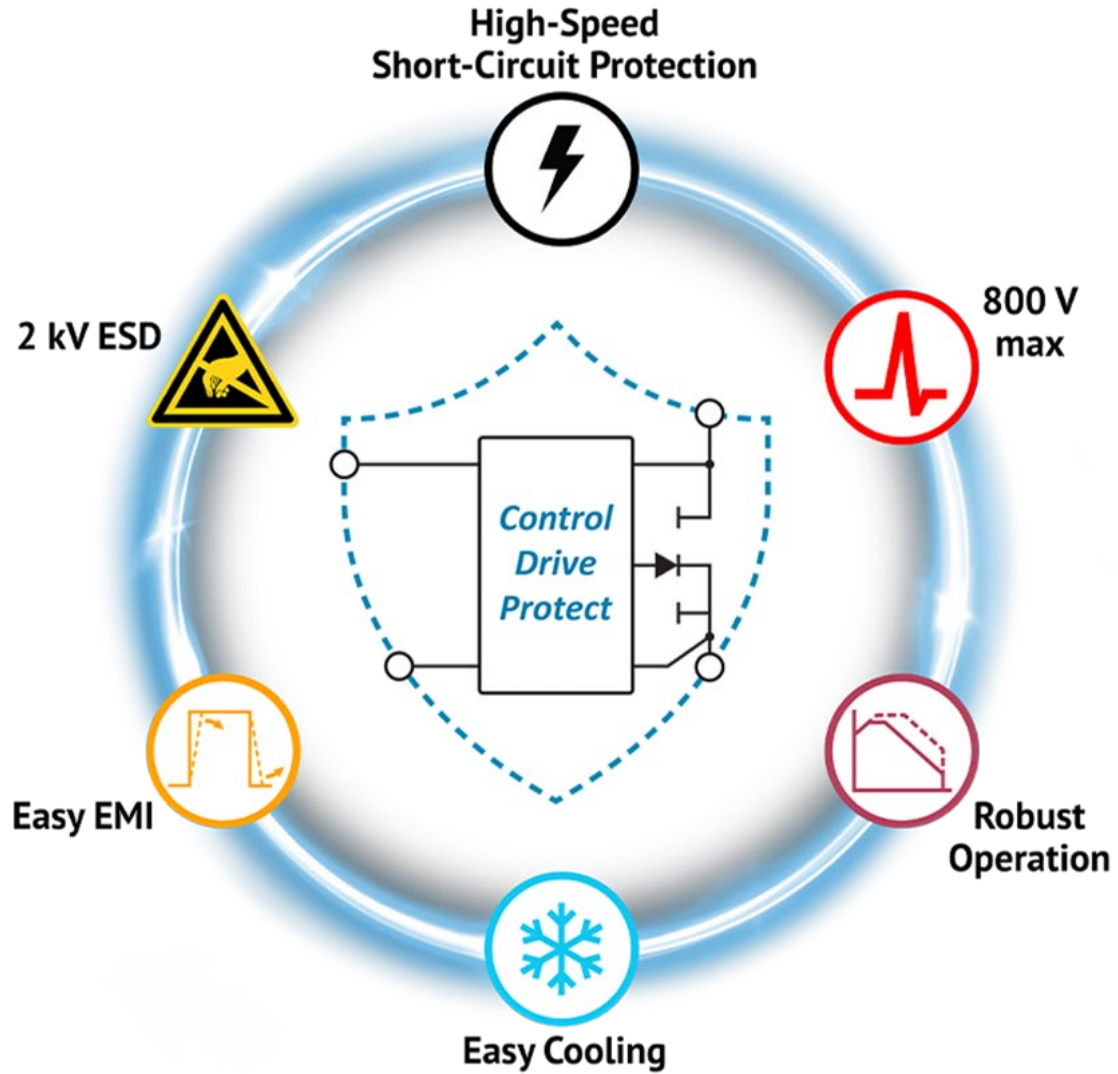 High-Speed
Short-Circuit Protection
2 kV ESD
800 V
max
Control
Drive
Protect
Easy EMI
Robust
Operation
Easy Cooling